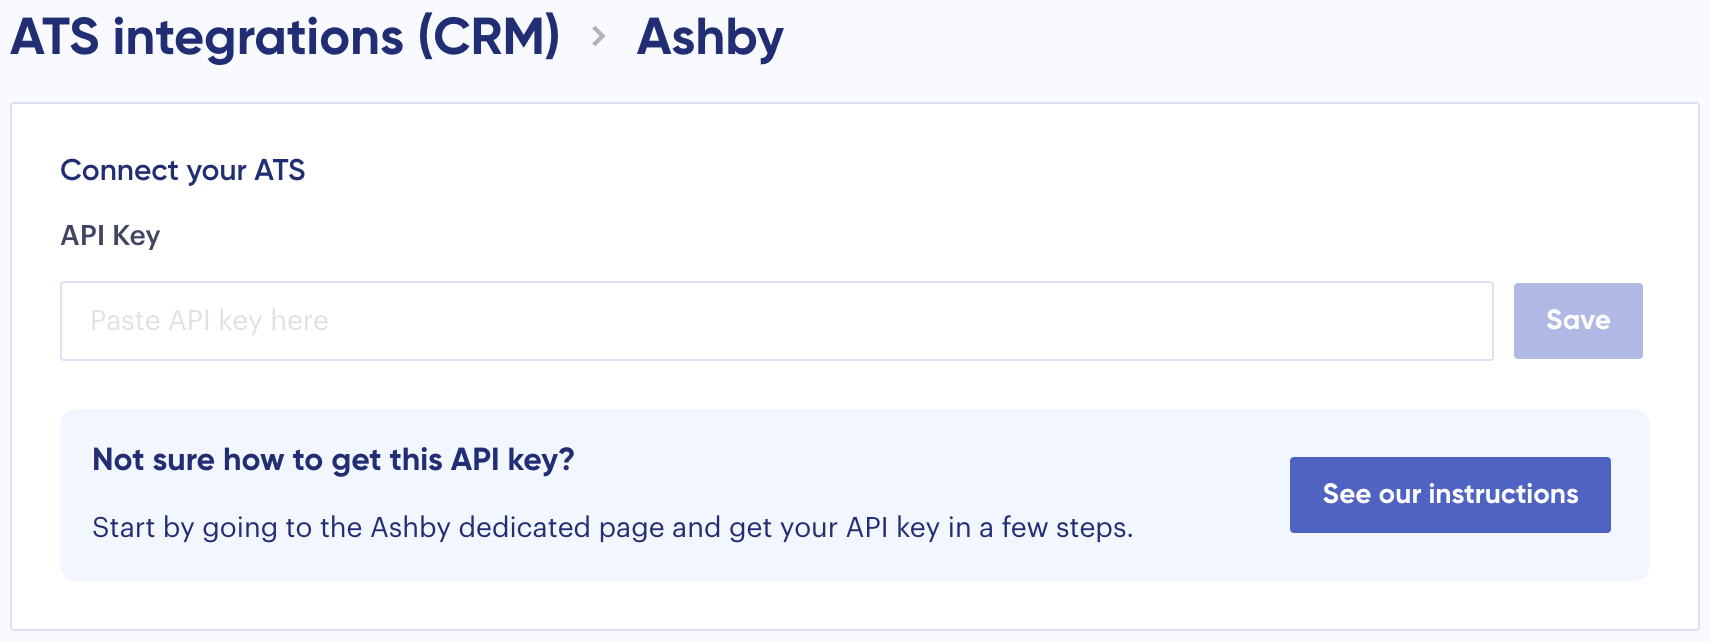 ATS integrations (CRM) > Ashby
Connect your ATS
API Key
Paste API key here
Save
Not sure how to get this API key?
Start by going to the Ashby dedicated page and get your API key in a few steps.
See our instructions